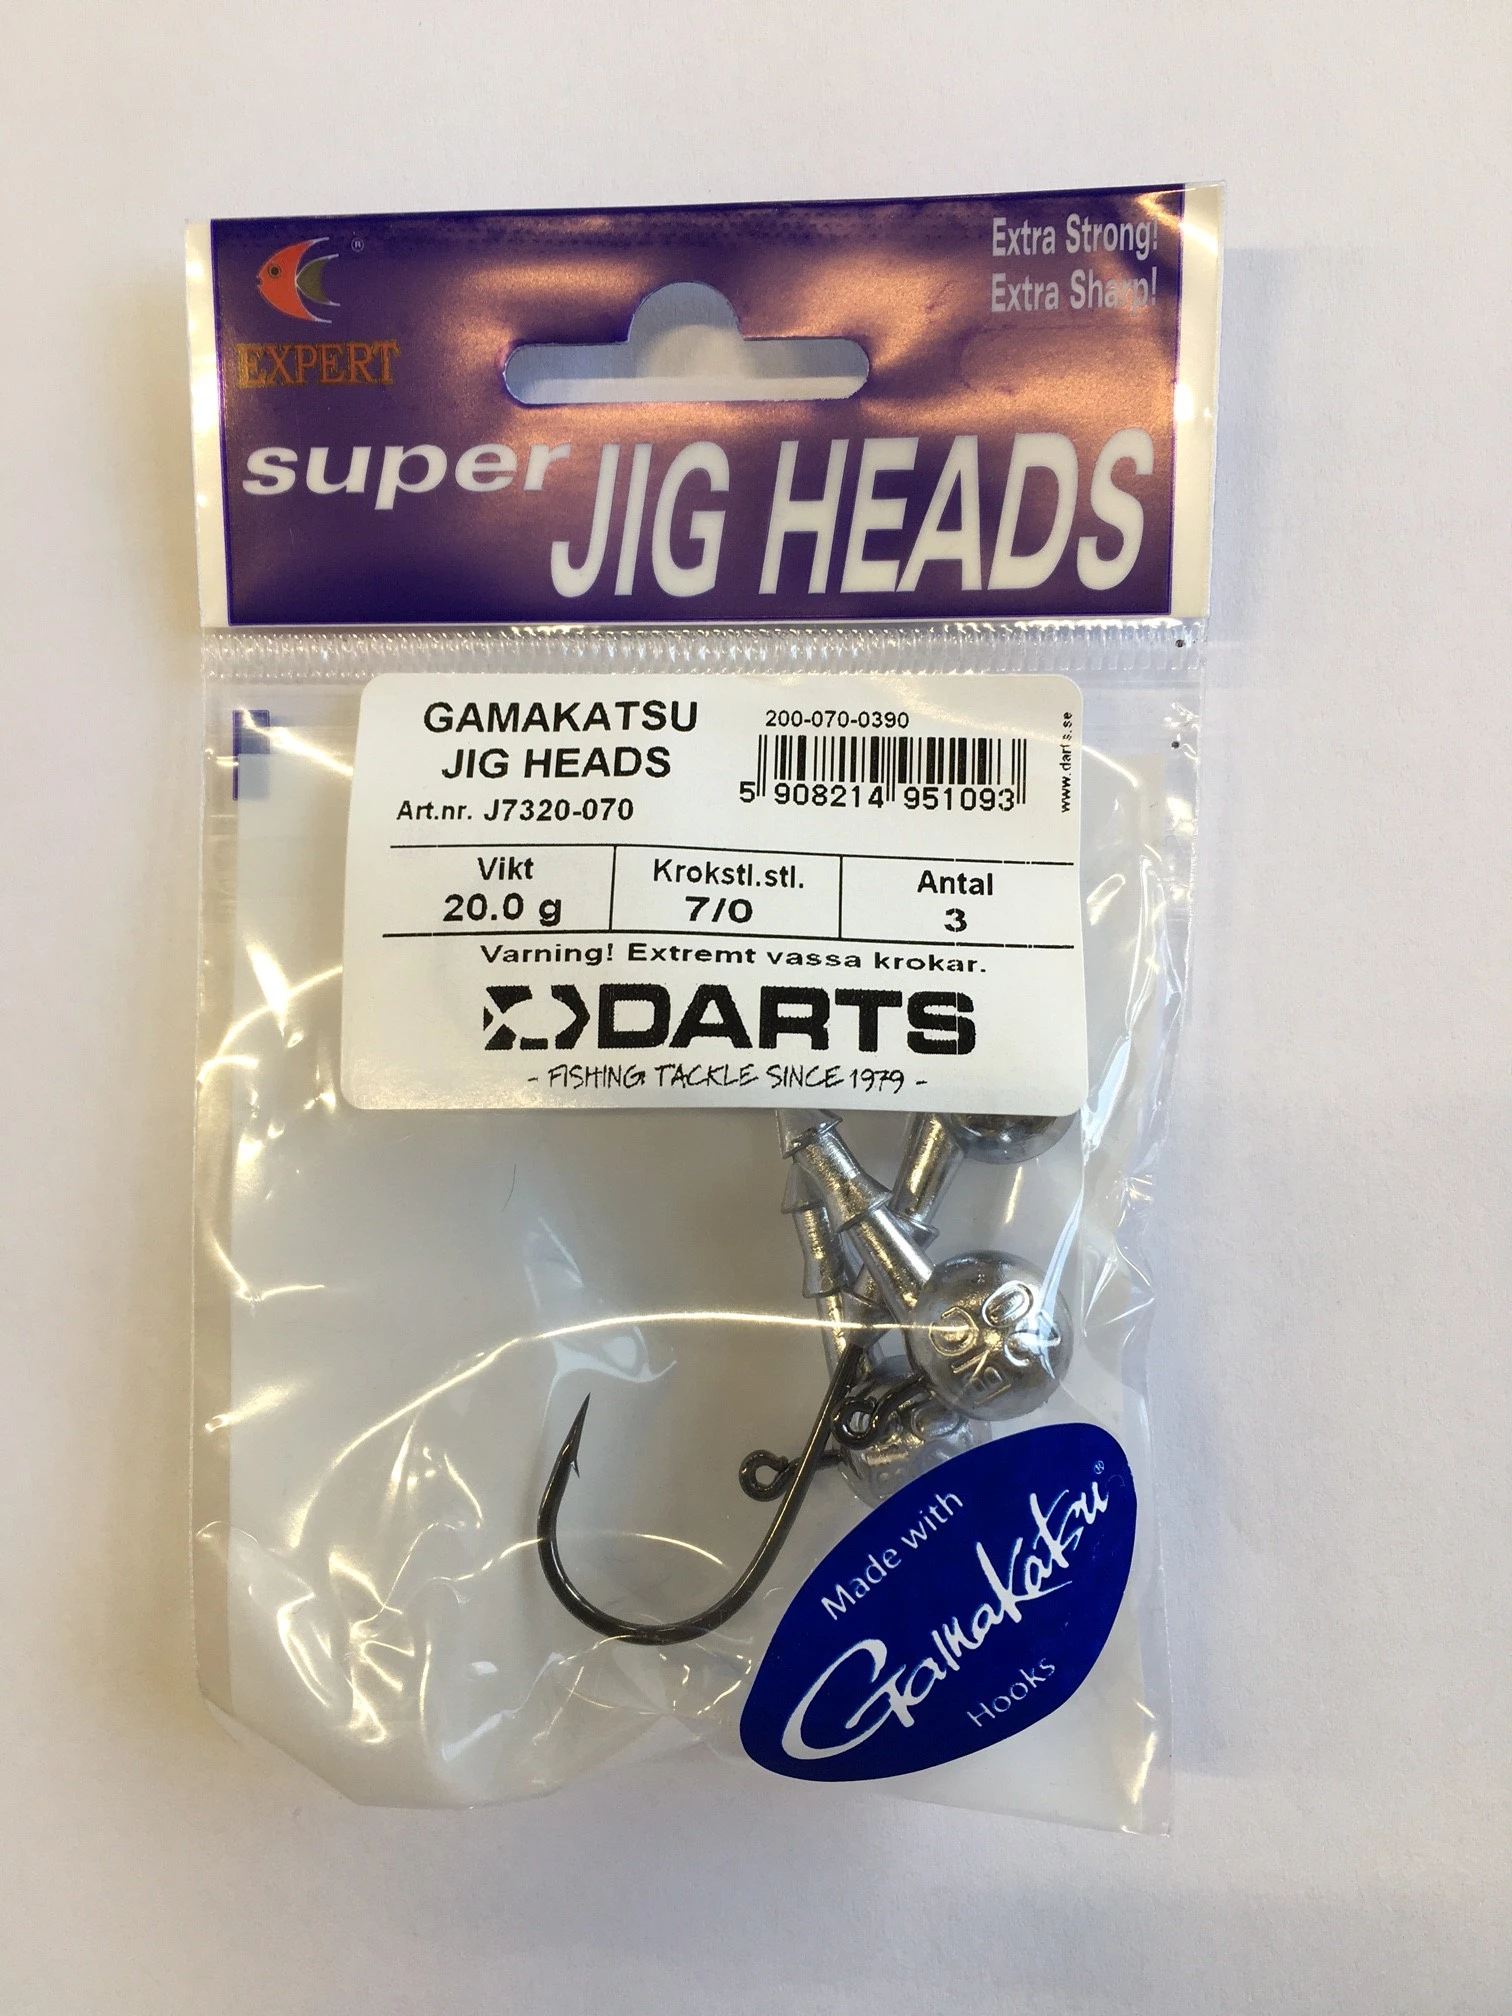 ®
Extra Strong!
Extra Sharp!
EXPERT
super JIG HEADS
GAMAKATSU
JIG HEADS
Art.nr. J7320-070
200-070-0390
5 908214 951093
www.darts.se
Vikt
20.0 g
Krokstl.stl.
7/0
Antal
3
Varning! Extremt vassa krokar.
DARTS
- FISHING TACKLE SINCE 1979 -
Made with
Gamakatsu®
Hooks